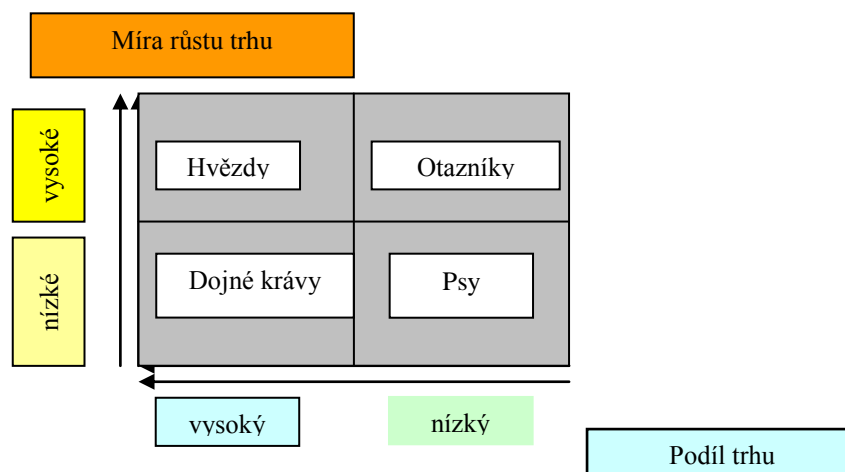 Míra růstu trhu
vysoké
Hvězdy
Otazníky
nízké
Dojné krávy
Psy
vysoký
nízký
Podíl trhu